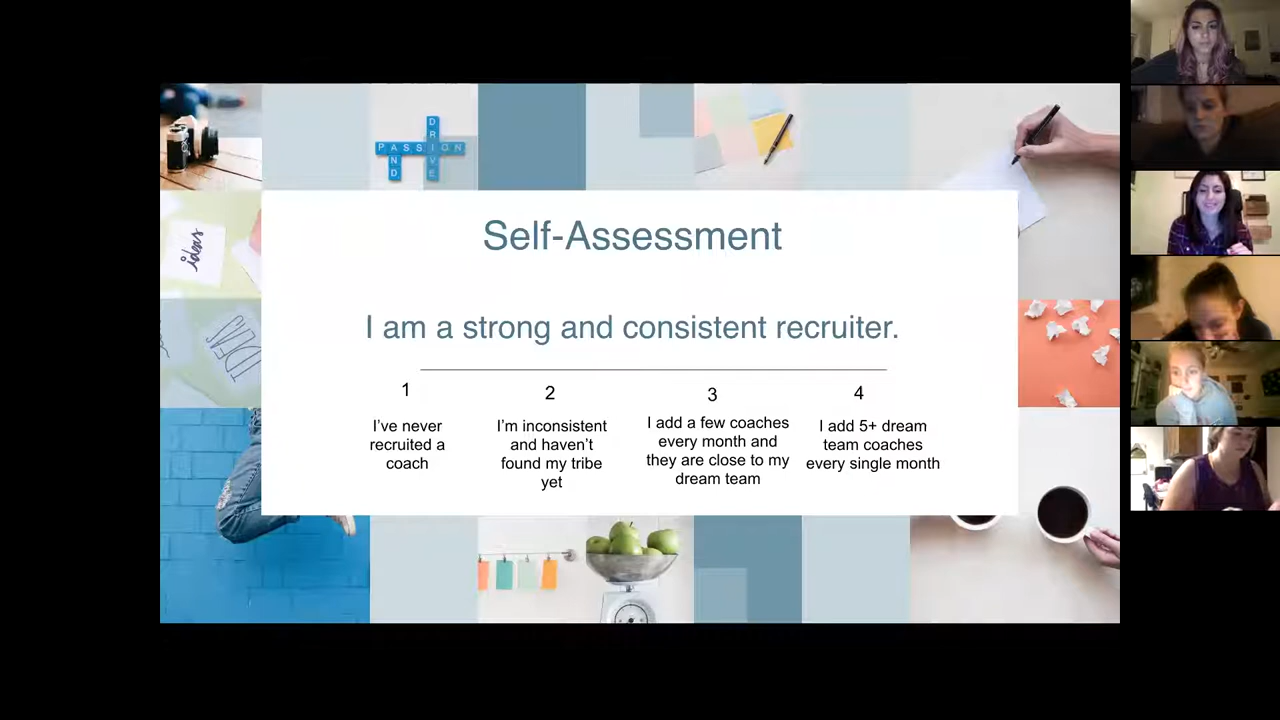 DRIVE
PASSION
AND
ideas
IDEAS
Self-Assessment
I am a strong and consistent recruiter.
1
I've never
recruited a
coach
2
I'm inconsistent
and haven't
found my tribe
yet
3
I add a few coaches
every month and
they are close to my
dream team
4
I add 5+ dream
team coaches
every single month